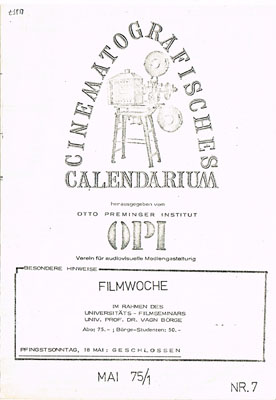 CINEMATOGRAFISCHES
CALENDARIUM
herausgegeben vom
OTTO PREMINGER INSTITUT
OPI
Verein für audiovisuelle Mediengestaltung
BESONDERE HINWEISE
FILMWOCHE
IM RAHMEN DES
UNIVERSITÄTS - FILMSEMINARS
UNIV. PROF. DR. VAGN BÖRGE
Abo: 75.- ; Börge-Studenten: 50.-
PFINGSTSONNTAG, 18 MAI: GESCHLOSSEN
MAI 75/1
NR. 7